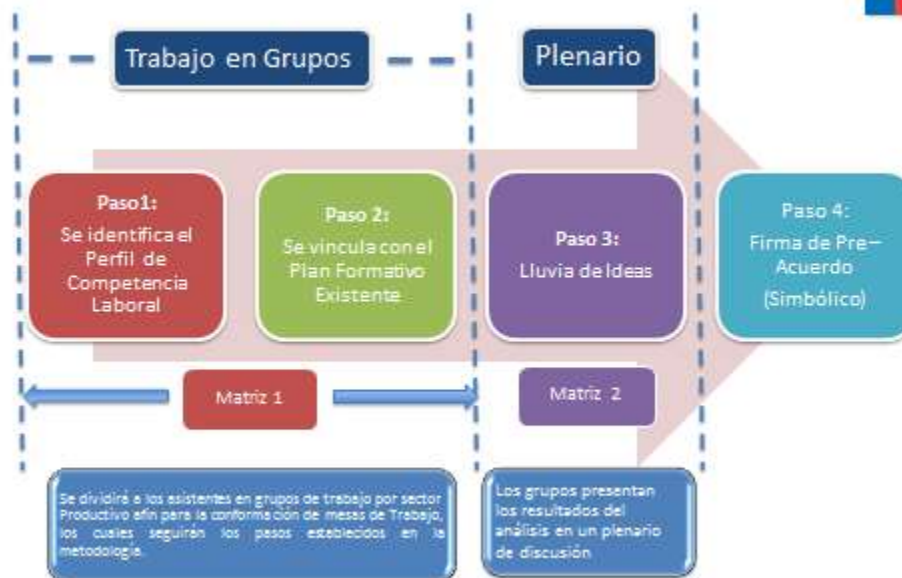 Trabajo en Grupos
Plenario
Paso1:
Se identifica el
Perfil de
Competencia
Laboral
Paso 2:
Se vincula con el
Plan Formativo
Existente
Paso 3:
Lluvia de Ideas
Paso 4:
Firma de Pre–
Acuerdo
(Simbólico)
Matriz 1
Matriz 2
Se dividirá a los asistentes en grupos de trabajo por sector
Productivo afín para la conformación de mesas de Trabajo,
los cuales seguirán los pasos establecidos en la
metodología.
Los grupos presentan
los resultados del
análisis en un plenario
de discusión